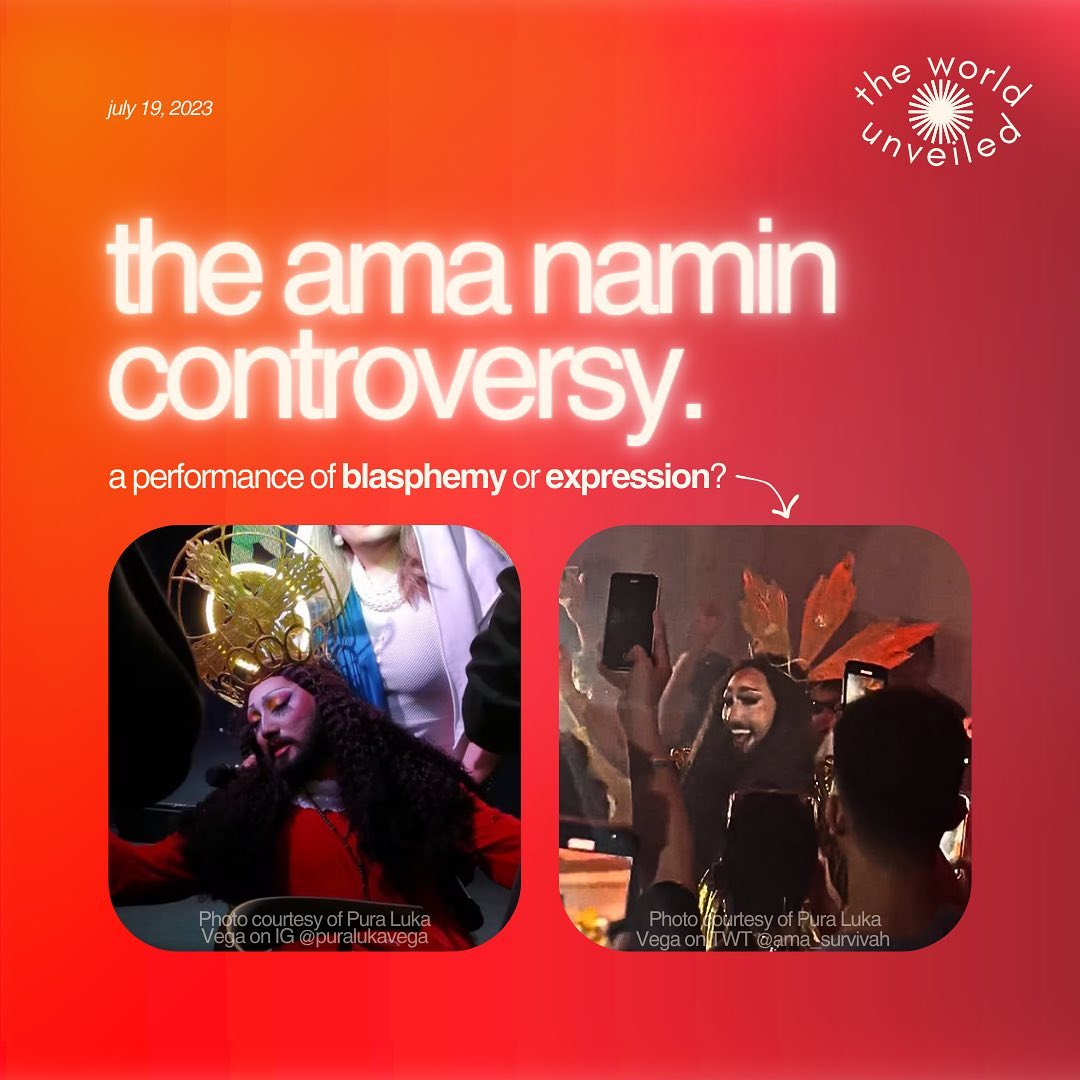 july 19, 2023
the world
unveiled
the ama namin
controversy.
a performance of blasphemy or expression?
Photo courtesy of Pura Luka
Vega on IG @puralukavega
Photo courtesy of Pura Luka
Vega on TWT @ama_survivah